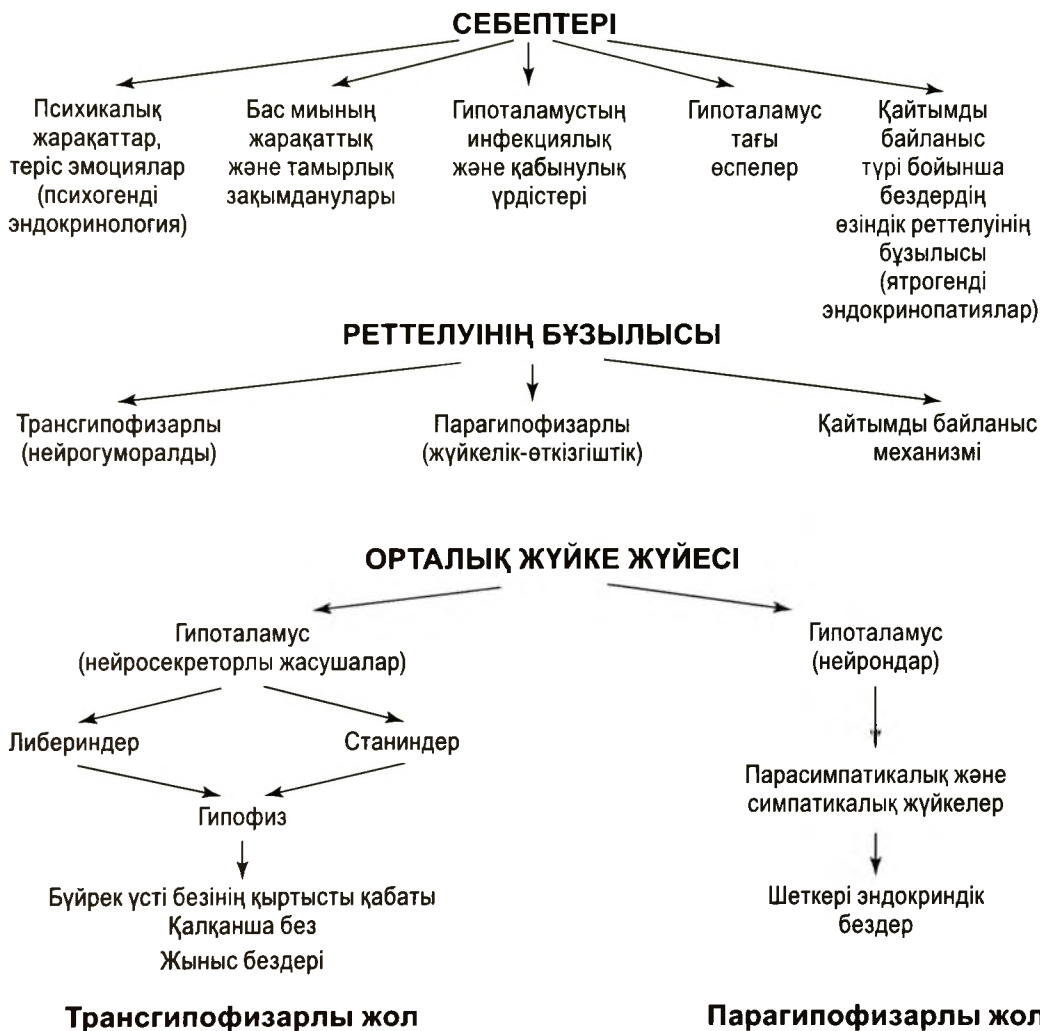 СЕБЕПТЕРІ
Психикалық
жарақаттар,
теріс эмоциялар
(психогенді
эндокринология)
Бас миының
жарақаттық
және тамырлық
зақымданулары
Гипоталамустың
инфекциялық
және қабынулық
үрдістері
Гипоталамус
тағы
өспелер
Қайтымды
байланыс
түрі бойынша
бездердің
өзіндік реттелуінің
бұзылысы
(ятрогенді
эндокринопатиялар)
РЕТТЕЛУІНІҢ БҰЗЫЛЫСЫ
Трансгипофизарлы
(нейрогуморалды)
Парагипофизарлы
(жүйкелік-өткізгіштік)
Қайтымды байланыс
механизмі
ОРТАЛЫҚ ЖҮЙКЕ ЖҮЙЕСІ
Гипоталамус
(нейросекреторлы жасушалар)
Либериндер
Станиндер
Гипофиз
Бүйрек үсті безінің қыртысты қабаты
Қалқанша без
Жыныс бездері
Трансгипофизарлы жол
Гипоталамус
(нейрондар)
Парасимпатикалық және
симпатикалық жүйкелер
Шеткері эндокриндік
бездер
Парагипофизарлы жол